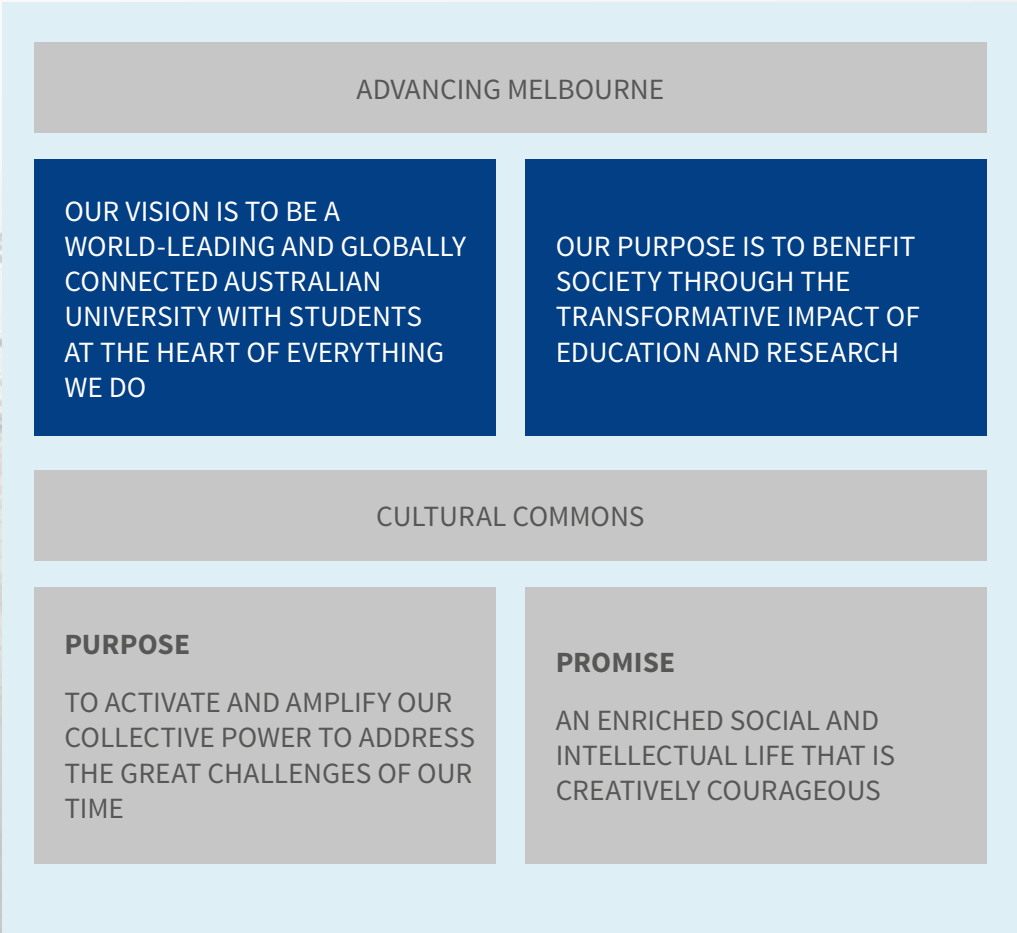 ADVANCING MELBOURNE
OUR VISION IS TO BE A
WORLD-LEADING AND GLOBALLY
CONNECTED AUSTRALIAN
UNIVERSITY WITH STUDENTS
AT THE HEART OF EVERYTHING
WE DO
OUR PURPOSE IS TO BENEFIT
SOCIETY THROUGH THE
TRANSFORMATIVE IMPACT OF
EDUCATION AND RESEARCH
CULTURAL COMMONS
PURPOSE
TO ACTIVATE AND AMPLIFY OUR
COLLECTIVE POWER TO ADDRESS
THE GREAT CHALLENGES OF OUR
TIME
PROMISE
AN ENRICHED SOCIAL AND
INTELLECTUAL LIFE THAT IS
CREATIVELY COURAGEOUS